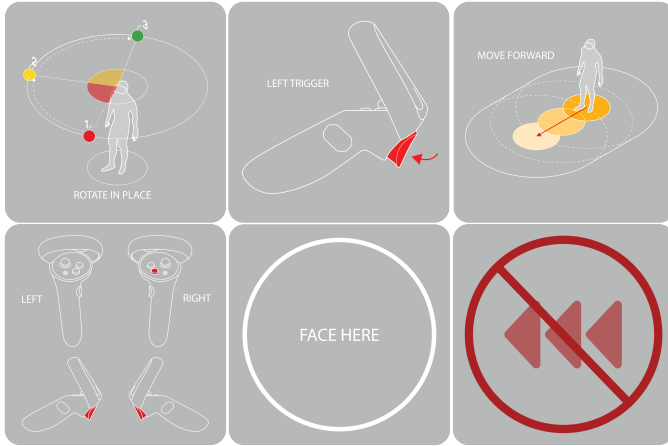 3
2
1
ROTATE IN PLACE
LEFT TRIGGER
MOVE FORWARD
LEFT
RIGHT
FACE HERE